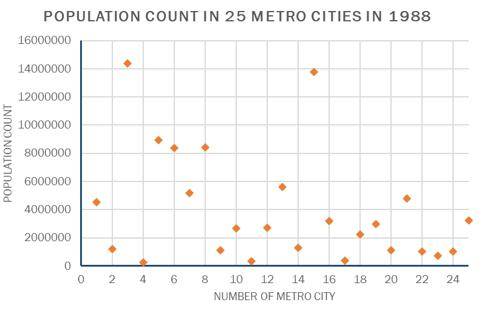 POPULATION COUNT IN 25 METRO CITIES IN 1988
16000000
14000000
12000000
10000000
8000000
6000000
4000000
2000000
0
POPULATION COUNT
0 2 4 6 8 10 12 14 16 18 20 22 24
NUMBER OF METRO CITY